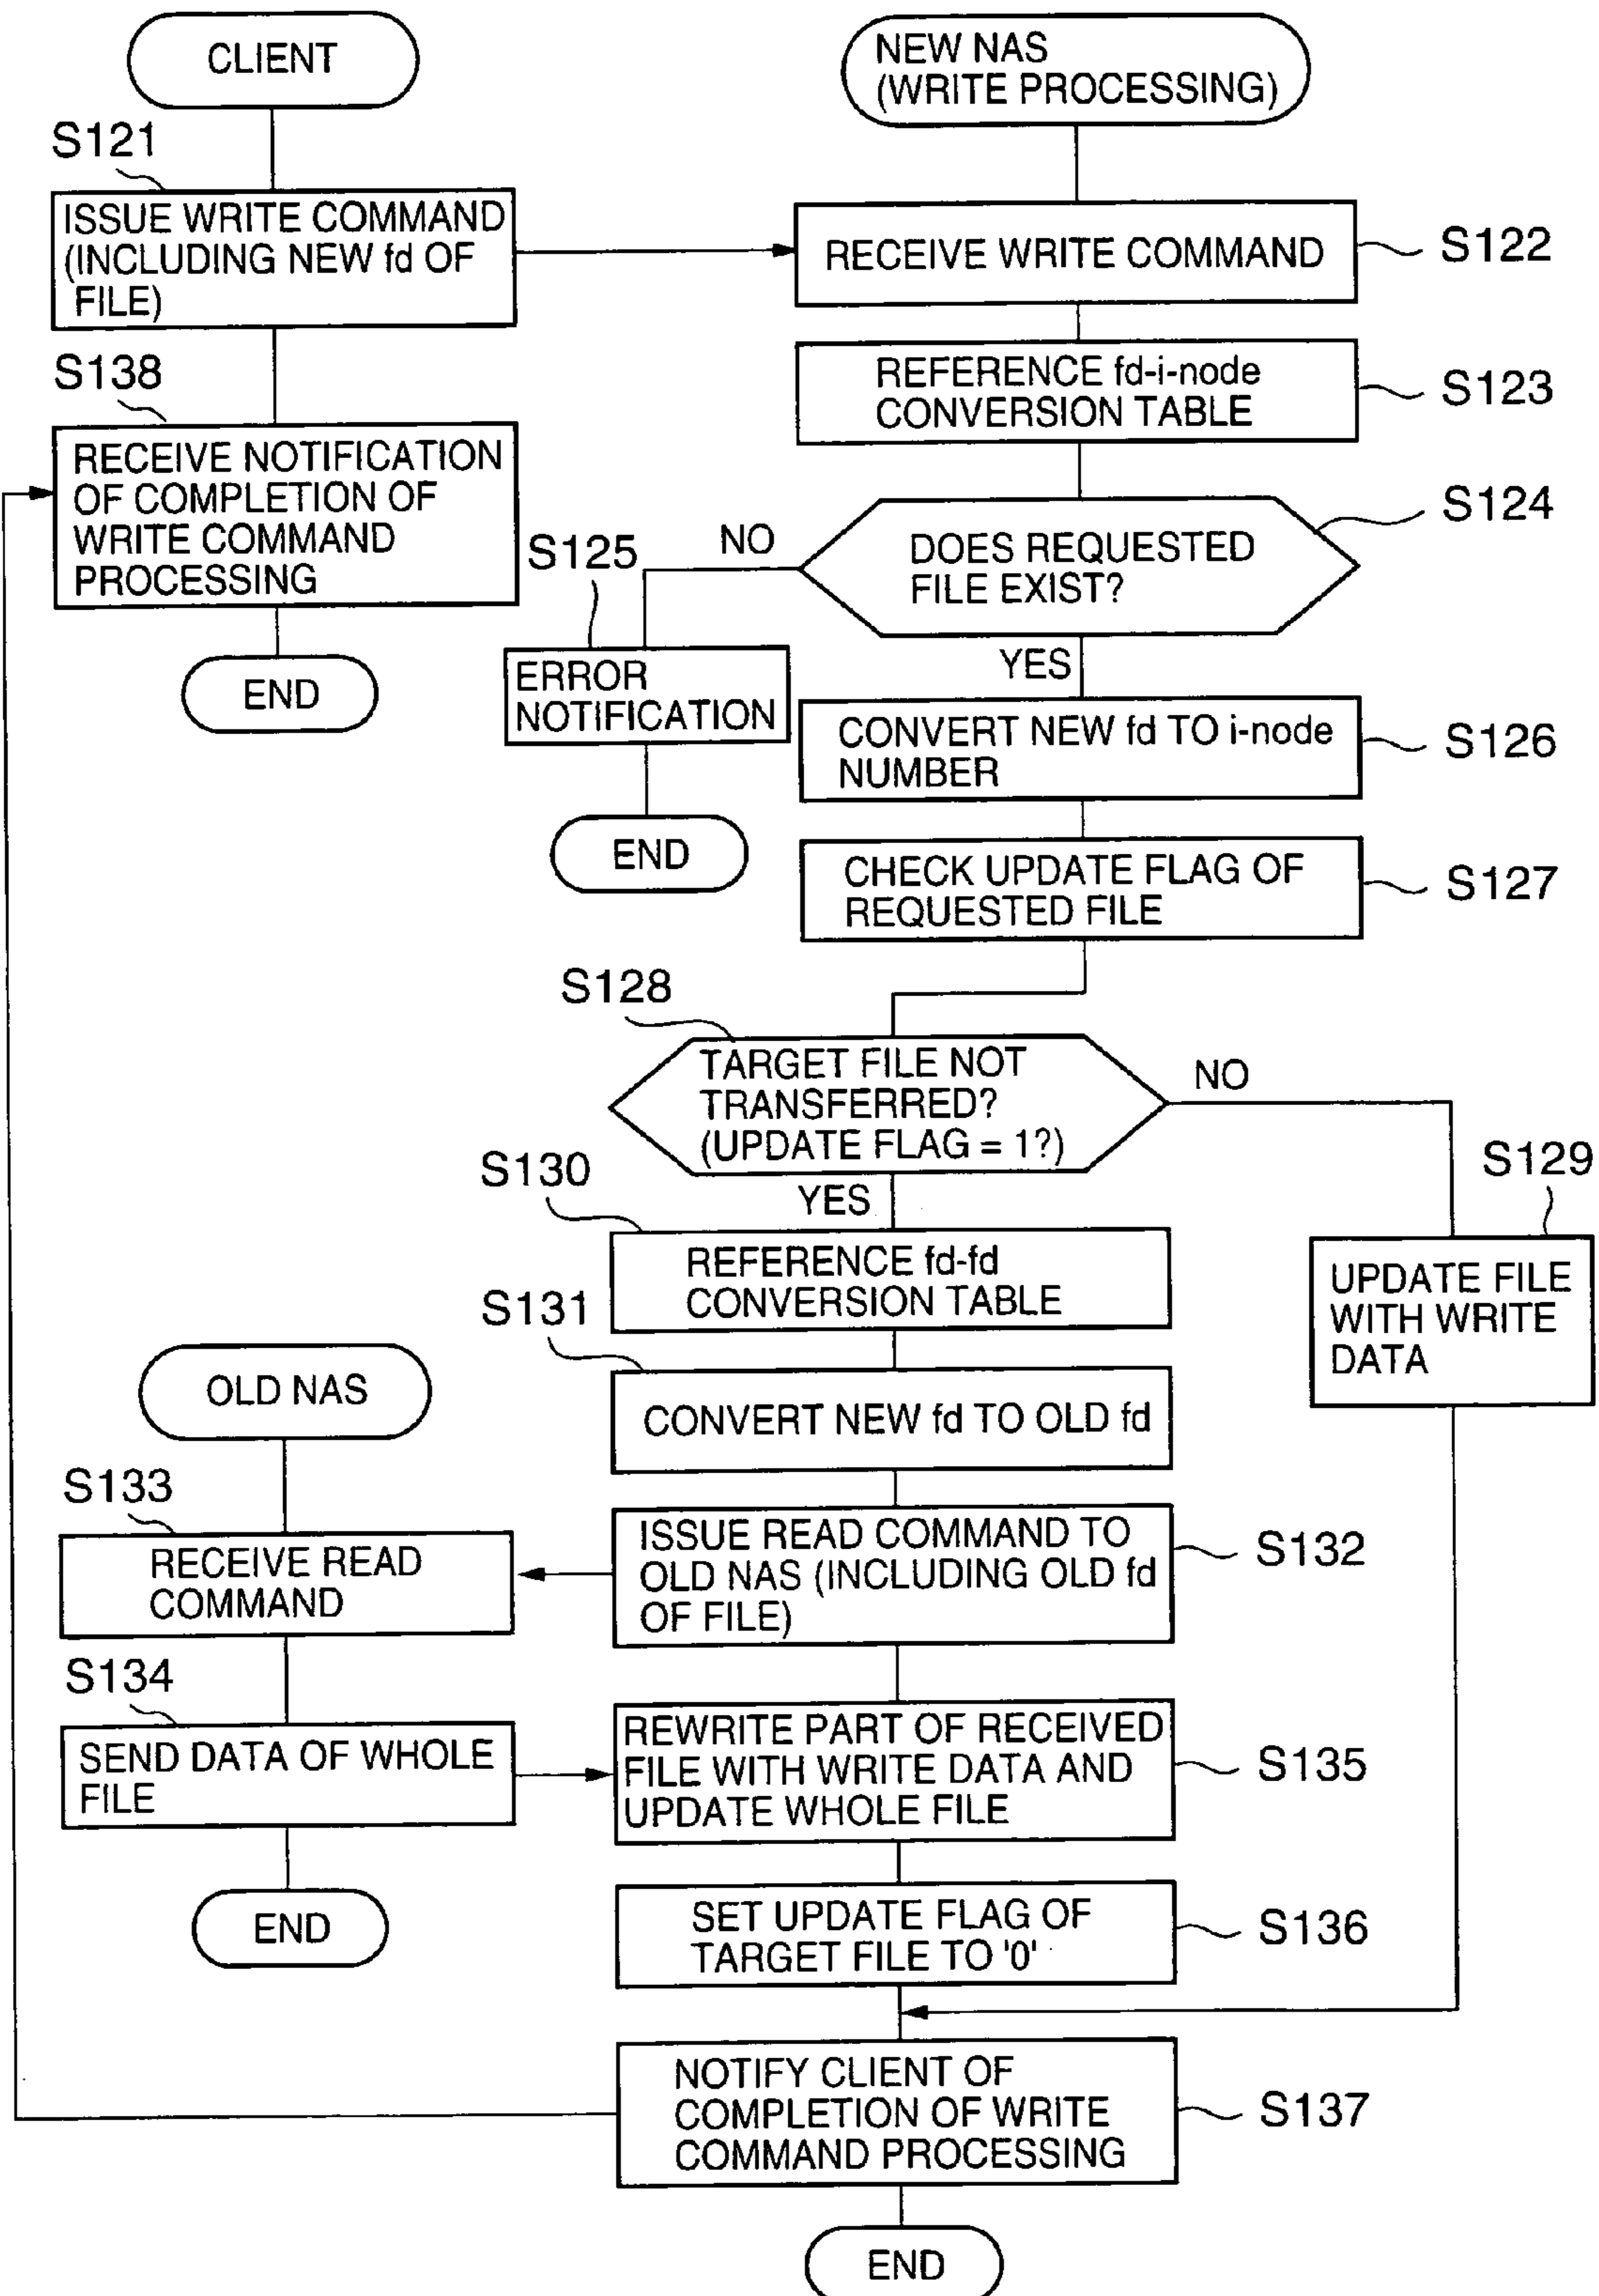 CLIENT
S121
ISSUE WRITE COMMAND
(INCLUDING NEW fd OF
FILE)
S138
RECEIVE NOTIFICATION
OF COMPLETION OF
WRITE COMMAND
PROCESSING
END
NEW NAS
(WRITE PROCESSING)
RECEIVE WRITE COMMAND
S122
REFERENCE fd-i-node
CONVERSION TABLE
S123
DOES REQUESTED
FILE EXIST?
S124
NO
S125
ERROR
NOTIFICATION
END
YES
CONVERT NEW fd TO i-node
NUMBER
S126
CHECK UPDATE FLAG OF
REQUESTED FILE
S127
S128
TARGET FILE NOT
TRANSFERRED?
(UPDATE FLAG = 1?)
NO
S129
UPDATE FILE
WITH WRITE
DATA
YES
S130
REFERENCE fd-fd
CONVERSION TABLE
S131
CONVERT NEW fd TO OLD fd
ISSUE READ COMMAND TO
OLD NAS (INCLUDING OLD fd
OF FILE)
S132
OLD NAS
S133
RECEIVE READ
COMMAND
S134
SEND DATA OF WHOLE
FILE
END
REWRITE PART OF RECEIVED
FILE WITH WRITE DATA AND
UPDATE WHOLE FILE
S135
SET UPDATE FLAG OF
TARGET FILE TO '0'
S136
NOTIFY CLIENT OF
COMPLETION OF WRITE
COMMAND PROCESSING
S137
END